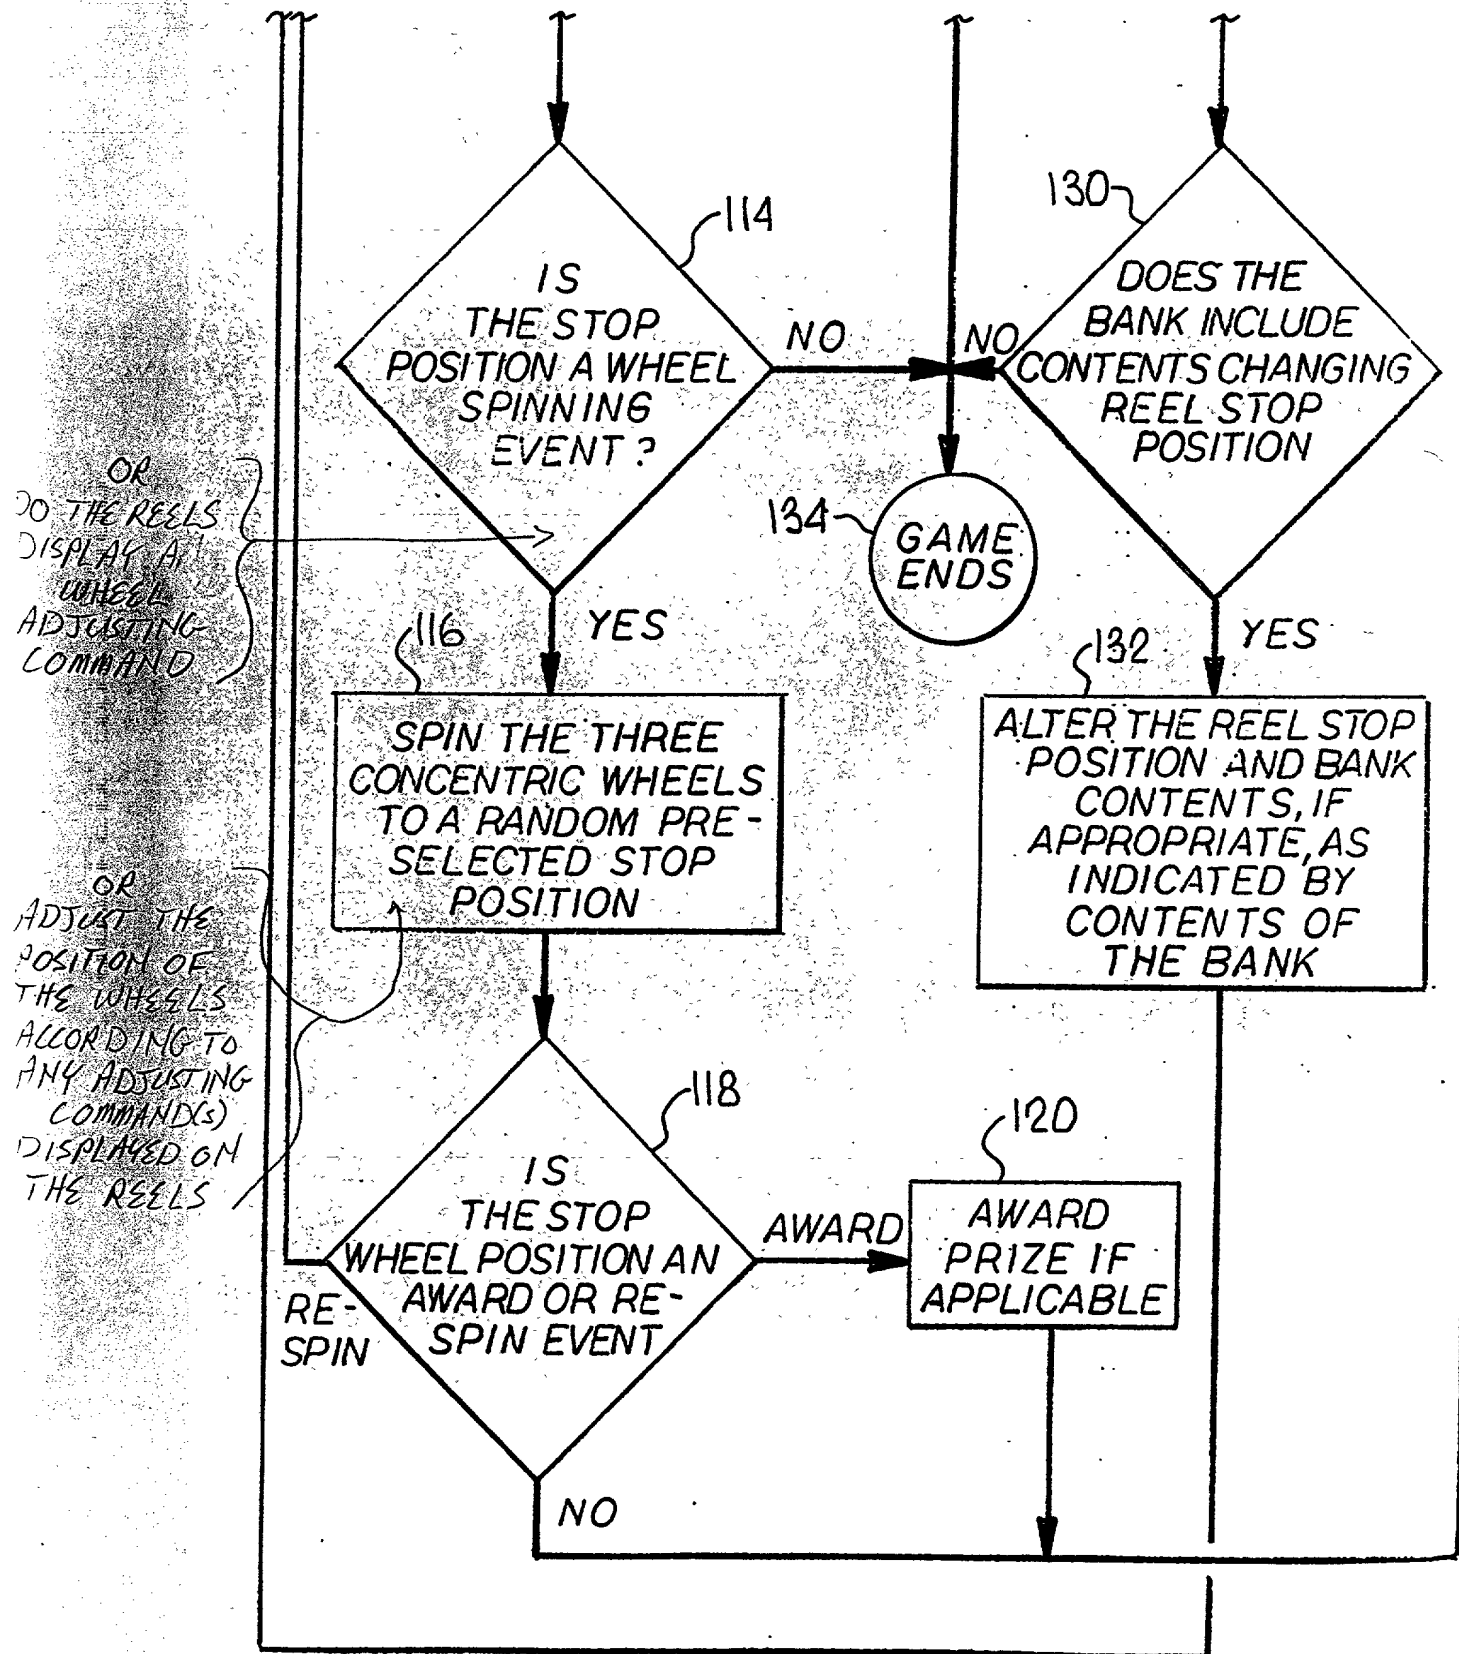 114
IS
THE STOP
POSITION A WHEEL
SPINNING
EVENT?
NO
130
DOES THE
BANK INCLUDE
CONTENTS CHANGING
REEL STOP
POSITION
NO
134
GAME
ENDS
OR
DO THE REELS
DISPLAY A
WHEEL
ADJUSTING
COMMAND
YES
116
SPIN THE THREE
CONCENTRIC WHEELS
TO A RANDOM PRE-
SELECTED STOP
POSITION
YES
132
ALTER THE REEL STOP
POSITION AND BANK
CONTENTS, IF
APPROPRIATE, AS
INDICATED BY
CONTENTS OF
THE BANK
OR
ADJUST THE
POSITION OF
THE WHEELS
ACCORDING TO
ANY ADJUSTING
COMMAND(S)
DISPLAYED ON
THE REELS
118
IS
THE STOP
WHEEL POSITION AN
AWARD OR RE-
SPIN EVENT
RE-
SPIN
AWARD
120
AWARD
PRIZE IF
APPLICABLE
NO